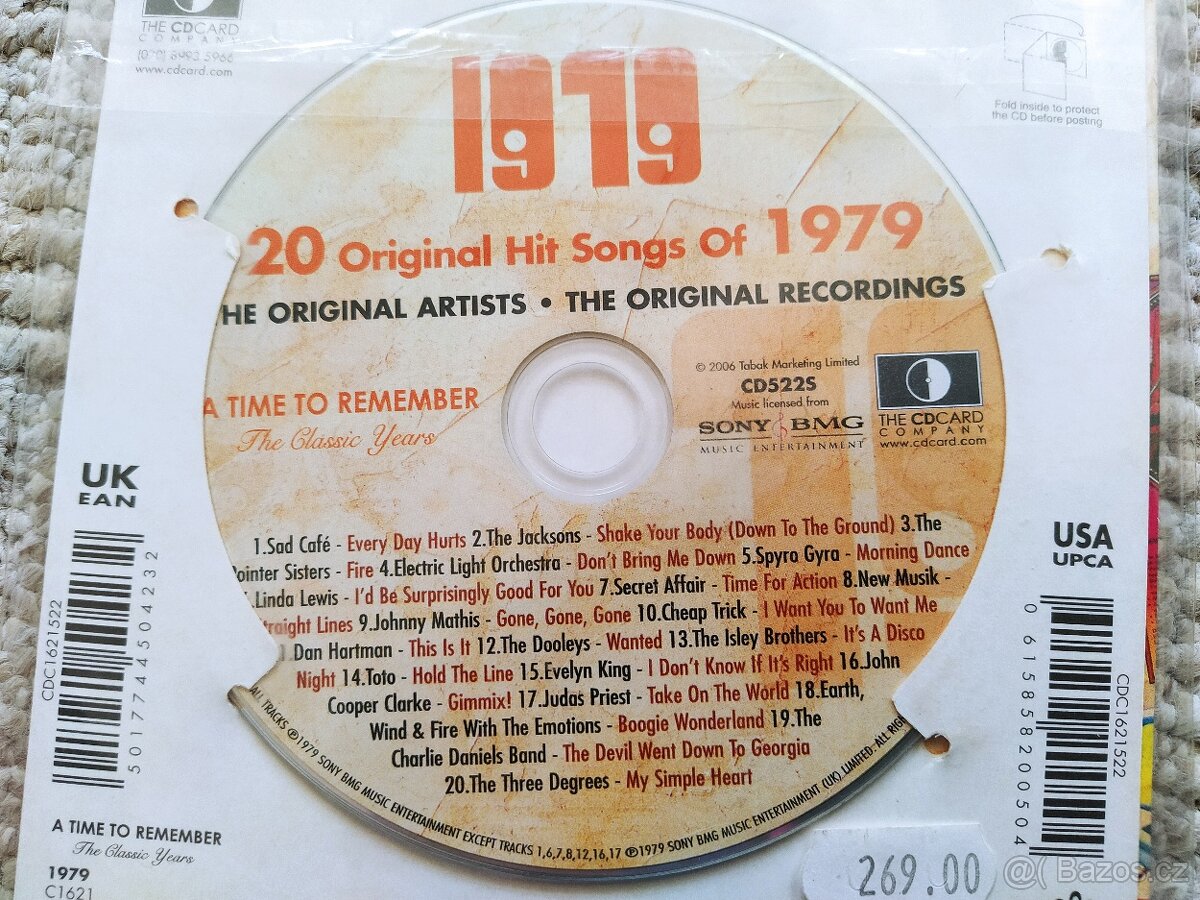 THE CDCARD
COMPANY
www.cdcard.com
Fold inside to protect
the CD before posting
1979
20 Original Hit Songs Of 1979
HE ORIGINAL ARTISTS • THE ORIGINAL RECORDINGS
© 2006 Tabak Marketing Limited
CD522S
Music licensed from
SONY BMG
MUSIC ENTERTAINMENT
THE CDCARD
COMPANY
www.cdcard.com
A TIME TO REMEMBER
The Classic Years
1.Sad Café - Every Day Hurts 2.The Jacksons - Shake Your Body (Down To The Ground) 3.The
ointer Sisters - Fire 4.Electric Light Orchestra - Don't Bring Me Down 5.Spyro Gyra - Morning Dance
.Linda Lewis - I'd Be Surprisingly Good For You 7.Secret Affair - Time For Action 8.New Musik -
traight Lines 9.Johnny Mathis - Gone, Gone, Gone 10.Cheap Trick - I Want You To Want Me
Dan Hartman - This Is It 12.The Dooleys - Wanted 13.The Isley Brothers - It's A Disco
Night 14.Toto - Hold The Line 15.Evelyn King - I Don't Know If It's Right 16.John
Cooper Clarke - Gimmix! 17.Judas Priest - Take On The World 18.Earth,
Wind & Fire With The Emotions - Boogie Wonderland 19.The
Charlie Daniels Band - The Devil Went Down To Georgia
20.The Three Degrees - My Simple Heart
ALL TRACKS ℗1979 SONY BMG MUSIC ENTERTAINMENT EXCEPT TRACKS 1,6,7,8,12,16,17 ℗1979 SONY BMG MUSIC ENTERTAINMENT (UK) LIMITED. ALL RIG
UK
EAN
CDC1621522
5017744504232
USA
UPCA
0 61585 82005 04
CDC1621522
A TIME TO REMEMBER
The Classic Years
1979
C1621
269.00
@( Bazos.cz